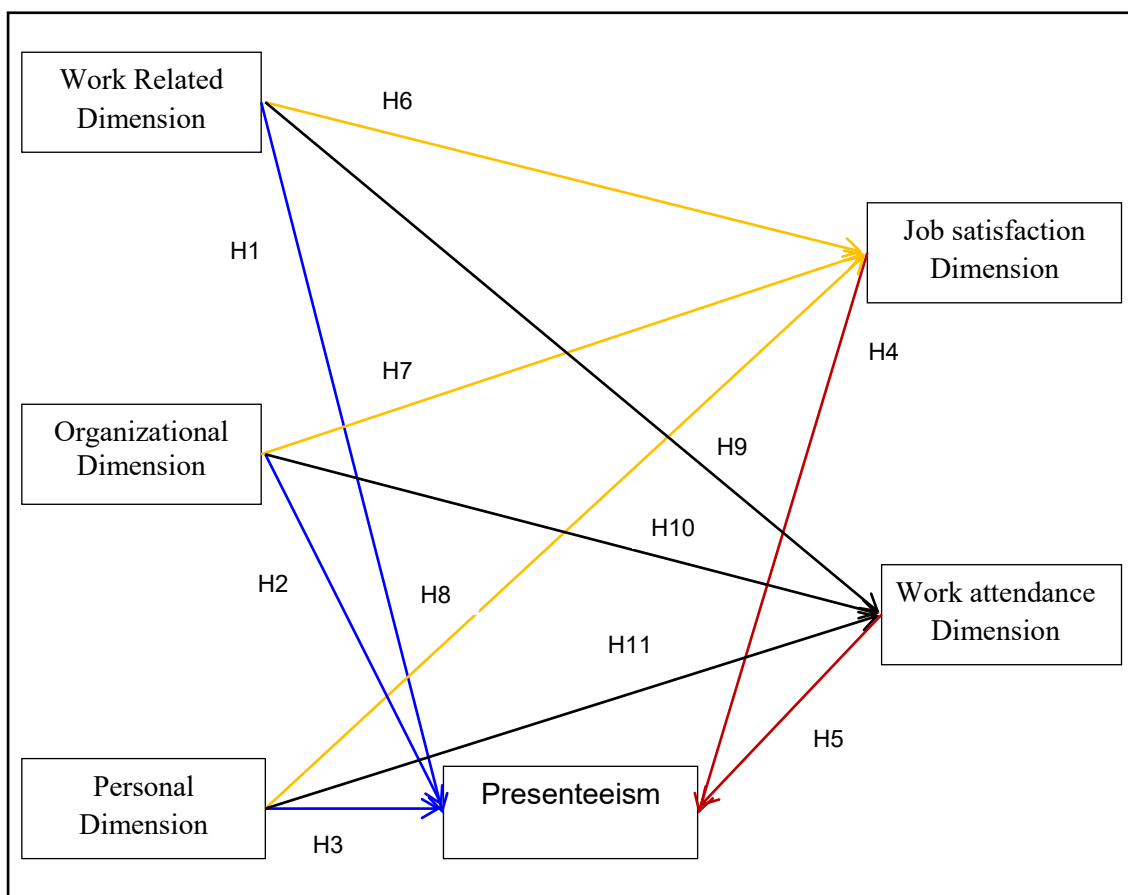 Work Related
Dimension
H6
Job satisfaction
Dimension
H1
H4
H7
Organizational
Dimension
H9
H10
H2
H8
Work attendance
Dimension
H11
H5
Personal
Dimension
Presenteeism
H3